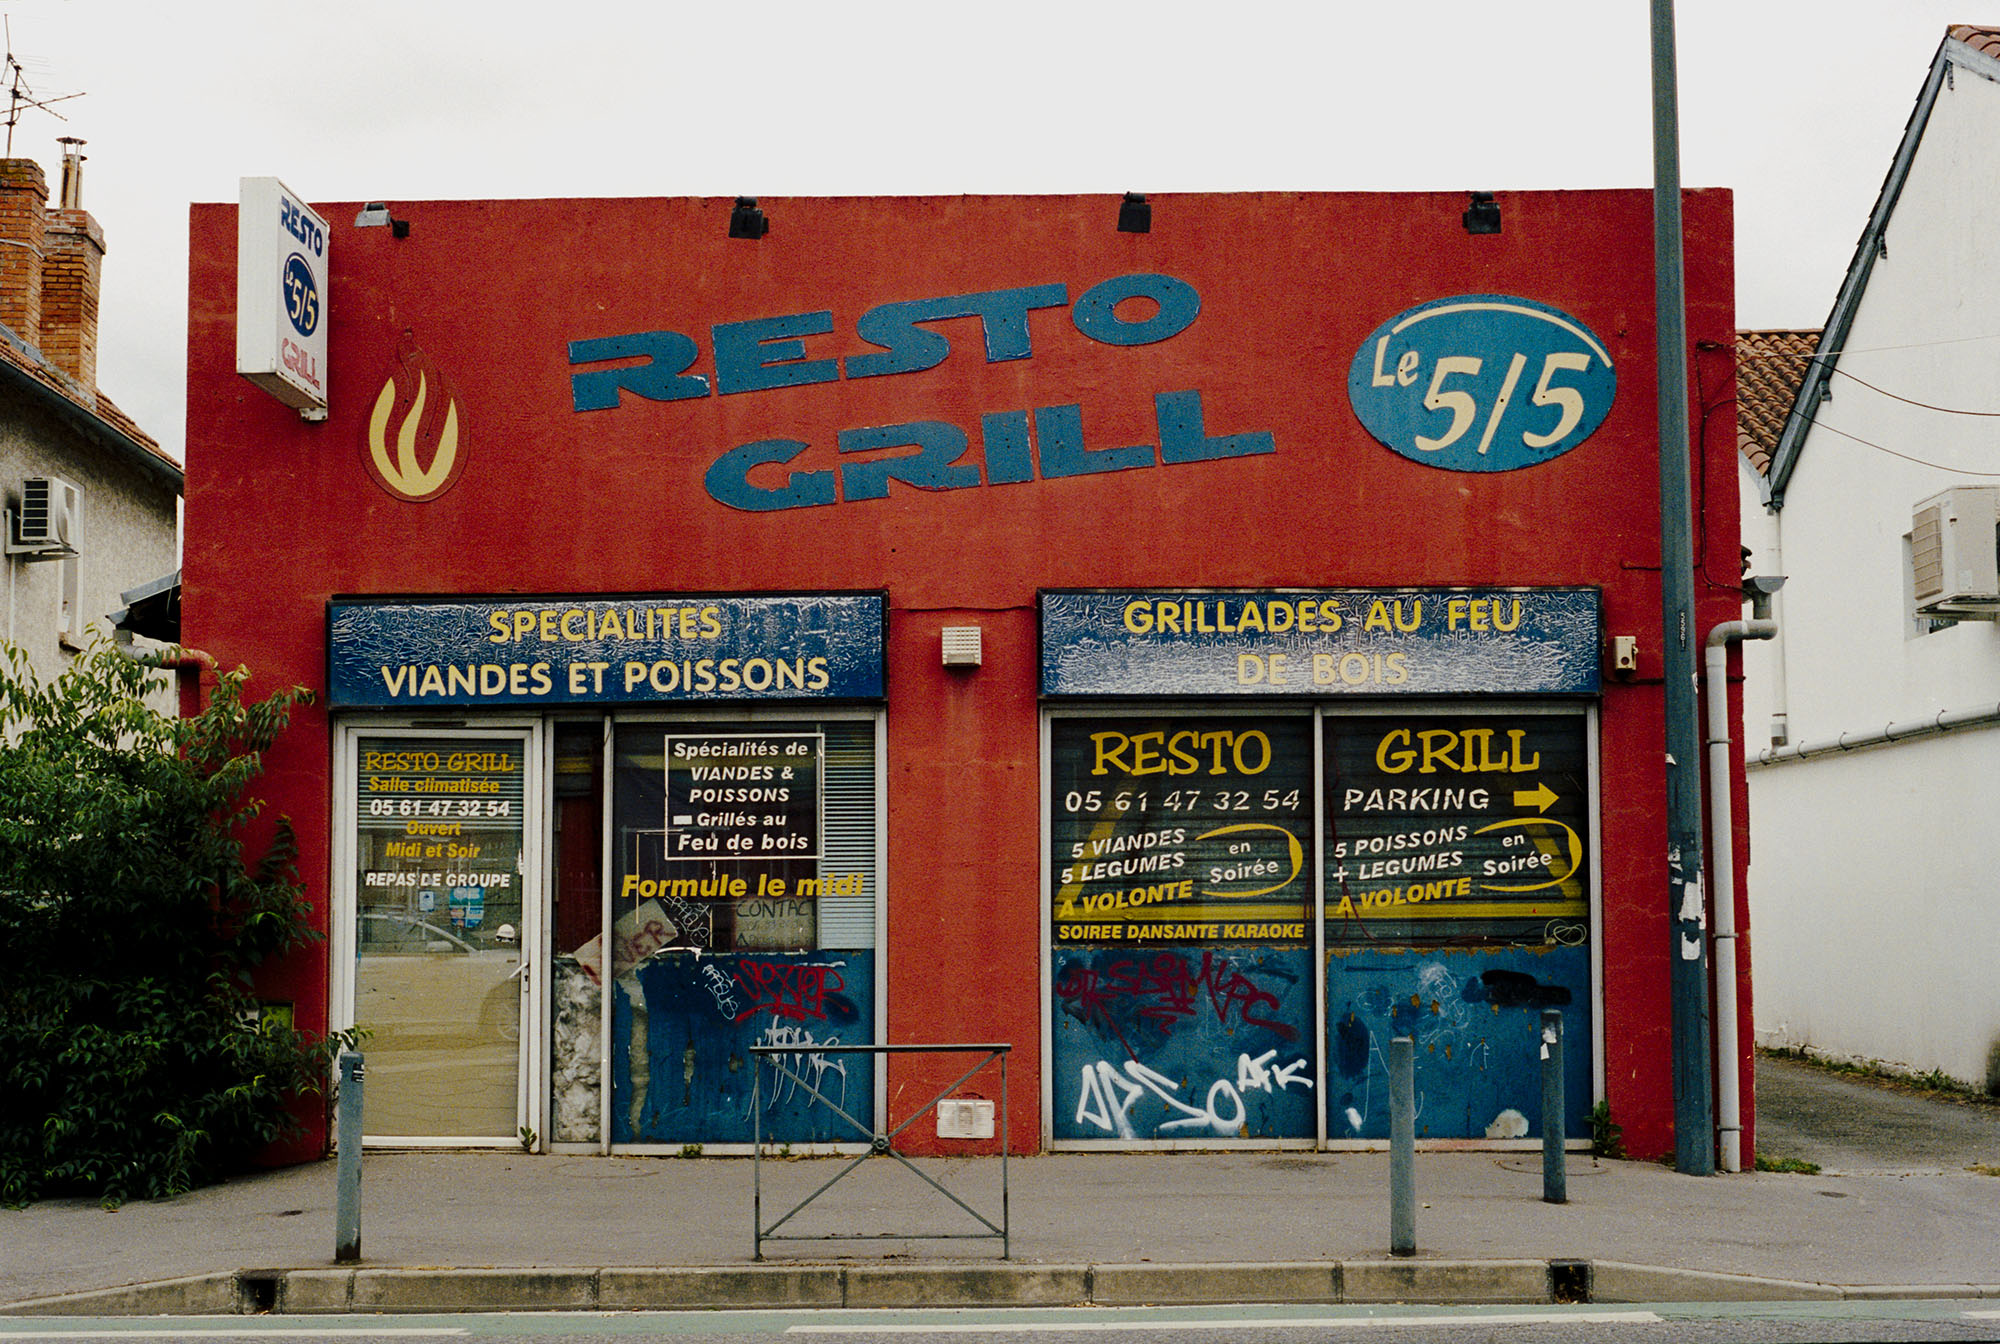 RESTO
Le 5/5
GRILL
RESTO
GRILL
Le 5/5
SPECIALITES
VIANDES ET POISSONS
GRILLADES AU FEU
DE BOIS
RESTO GRILL
Salle climatisée
05 61 47 32 54
Ouvert
Midi et Soir
REPAS DE GROUPE
Spécialités de
VIANDES &
POISSONS
Grillés au
Feu de bois
Formule le midi
CONTAC
RESTO
05 61 47 32 54
5 VIANDES
5 LEGUMES
A VOLONTE
en
Soirée
SOIREE DANSANTE KARAOKE
GRILL
PARKING
5 POISSONS
+ LEGUMES
A VOLONTE
en
Soirée
AFK